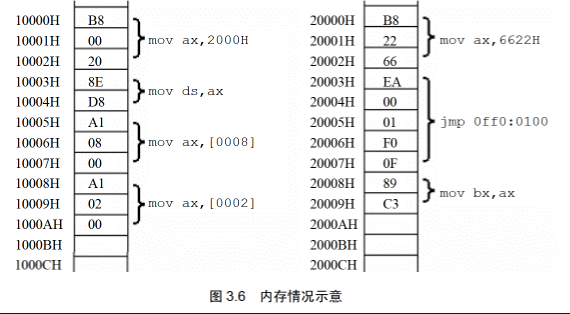 10000H B8 20000H B8
10001H 00 mov ax,2000H 20001H 22 mov ax,6622H
10002H 20 20002H 66
10003H 8E 20003H EA
10004H D8 mov ds,ax 20004H 00
10005H A1 20005H 01 jmp 0ff0:0100
10006H 08 mov ax,[0008] 20006H F0
10007H 00 20007H 0F
10008H A1 20008H 89
10009H 02 mov ax,[0002] 20009H C3 mov bx,ax
1000AH 00 2000AH
1000BH 2000BH
1000CH 2000CH
图 3.6 内存情况示意